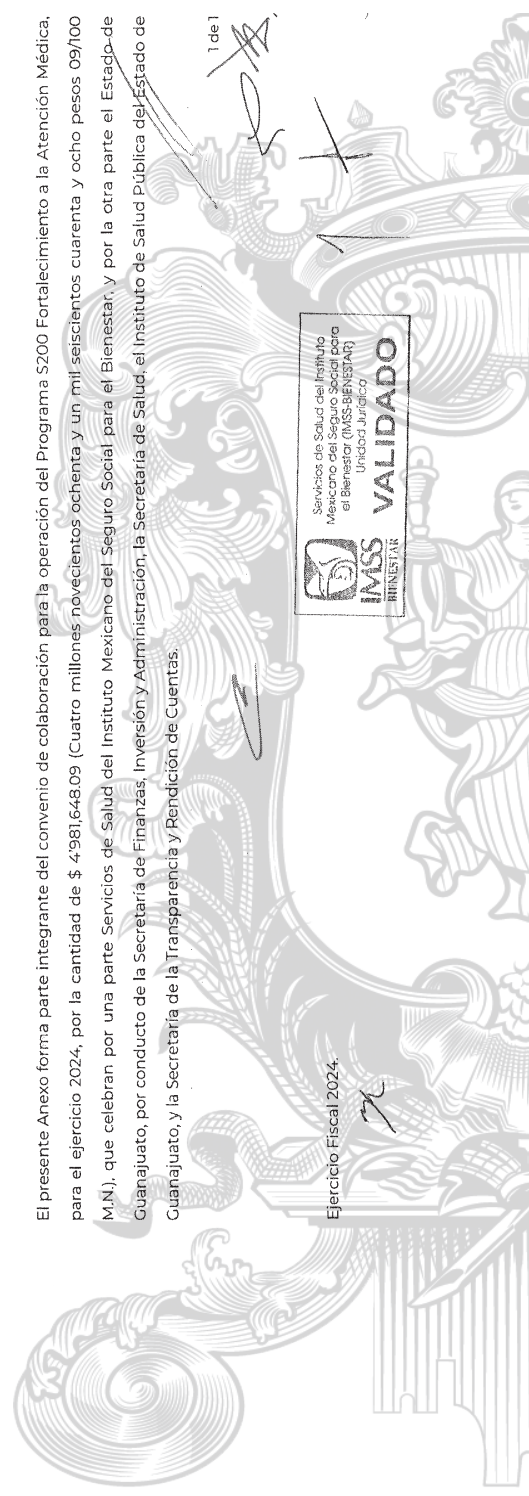 El presente Anexo forma parte integrante del convenio de colaboración para la operación del Programa S200 Fortalecimiento a la Atención Médica,
para el ejercicio 2024, por la cantidad de $ 4'981,648.09 (Cuatro millones novecientos ochenta y un mil seiscientos cuarenta y ocho pesos 09/100
M.N.), que celebran por una parte Servicios de Salud del Instituto Mexicano del Seguro Social para el Bienestar, y por la otra parte el Estado de
Guanajuato, por conducto de la Secretaría de Finanzas, Inversión y Administración, la Secretaría de Salud, el Instituto de Salud Pública del Estado de
Guanajuato, y la Secretaría de la Transparencia y Rendición de Cuentas.
1 de 1
Servicios de Salud del Instituto
Mexicano del Seguro Social para
el Bienestar (IMSS-BIENESTAR)
Unidad Jurídica
VALIDADO
IMSS
BIENESTAR
Ejercicio Fiscal 2024.